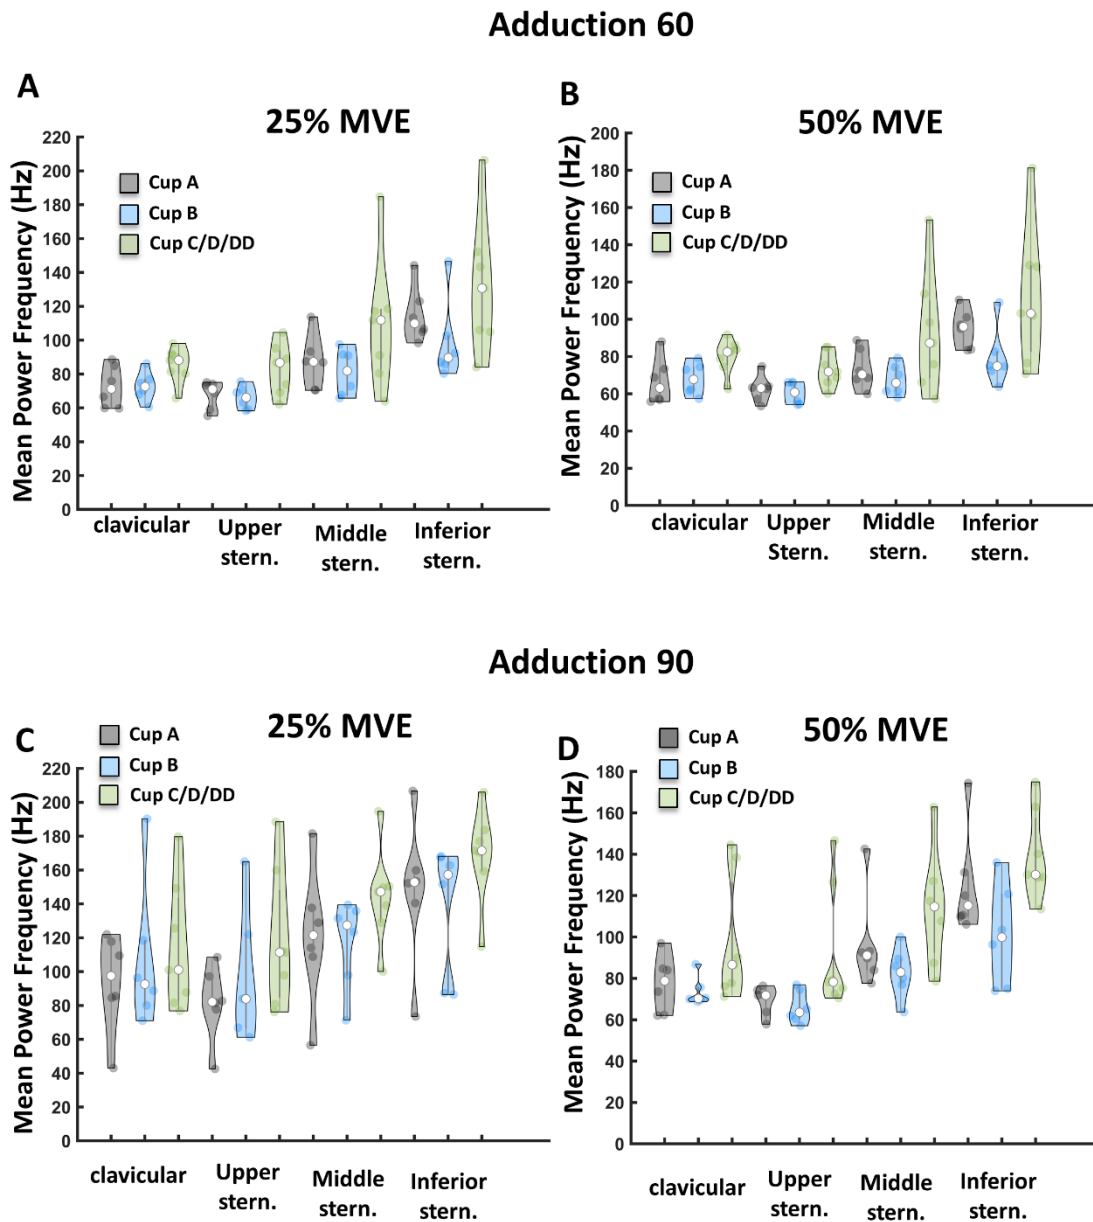 Adduction 60
A
25% MVE
Mean Power Frequency (Hz)
220
200
180
160
140
120
100
80
60
40
20
0
Cup A
Cup B
Cup C/D/DD
clavicular
Upper
stern.
Middle
stern.
Inferior
stern.
B
50% MVE
Mean Power Frequency (Hz)
200
180
160
140
120
100
80
60
40
20
0
Cup A
Cup B
Cup C/D/DD
clavicular
Upper
Stern.
Middle
stern.
Inferior
stern.
Adduction 90
C
25% MVE
Mean Power Frequency (Hz)
220
200
180
160
140
120
100
80
60
40
20
0
Cup A
Cup B
Cup C/D/DD
clavicular
Upper
stern.
Middle
stern.
Inferior
stern.
D
50% MVE
Mean Power Frequency (Hz)
180
160
140
120
100
80
60
40
20
0
Cup A
Cup B
Cup C/D/DD
clavicular
Upper
stern.
Middle
stern.
Inferior
stern.